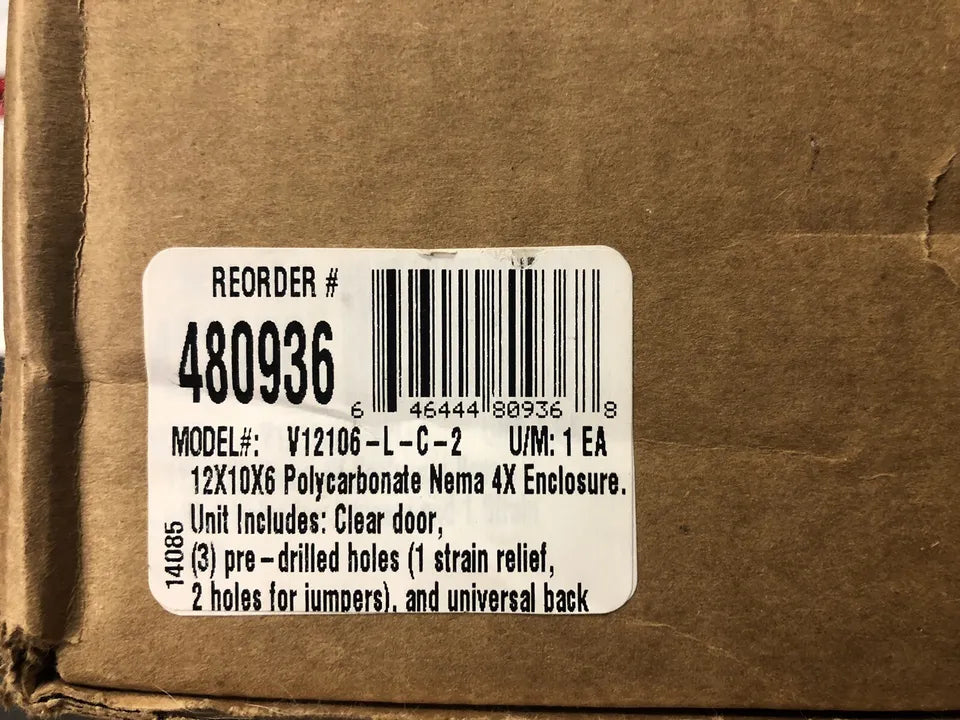 REORDER #
480936
6 46444 80936 8
MODEL#: V12106-L-C-2 U/M: 1 EA
12X10X6 Polycarbonate Nema 4X Enclosure.
Unit Includes: Clear door,
(3) pre-drilled holes (1 strain relief,
2 holes for jumpers), and universal back
14085